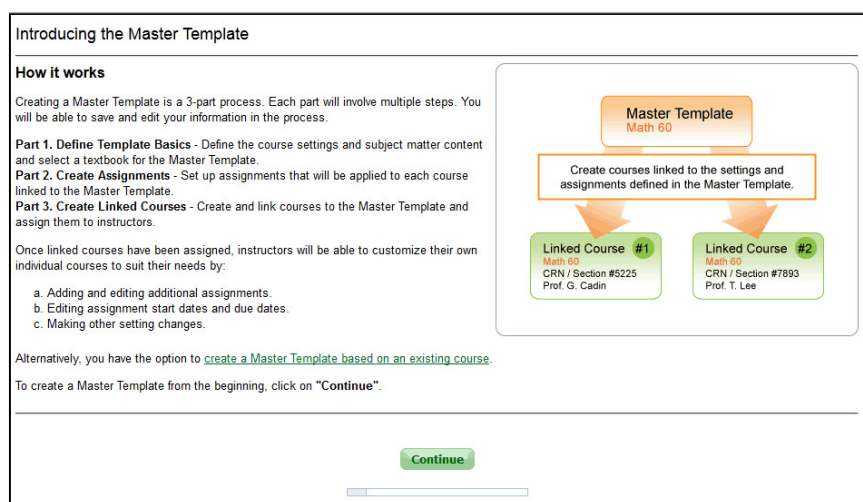 Introducing the Master Template
How it works
Creating a Master Template is a 3-part process. Each part will involve multiple steps. You
will be able to save and edit your information in the process.
Part 1. Define Template Basics - Define the course settings and subject matter content
and select a textbook for the Master Template.
Part 2. Create Assignments - Set up assignments that will be applied to each course
linked to the Master Template.
Part 3. Create Linked Courses - Create and link courses to the Master Template and
assign them to instructors.
Once linked courses have been assigned, instructors will be able to customize their own
individual courses to suit their needs by:
a. Adding and editing additional assignments.
b. Editing assignment start dates and due dates.
c. Making other setting changes.
Alternatively, you have the option to create a Master Template based on an existing course.
To create a Master Template from the beginning, click on "Continue".
Master Template
Math 60
Create courses linked to the settings and
assignments defined in the Master Template.
Linked Course #1
Math 60
CRN / Section #5225
Prof. G. Cadin
Linked Course #2
Math 60
CRN / Section #7893
Prof. T. Lee
Continue